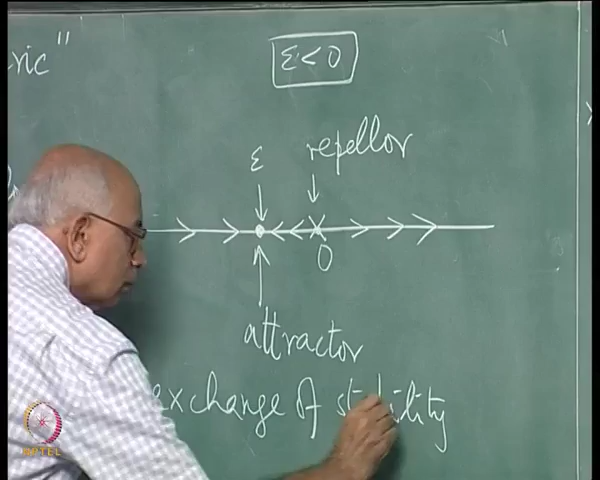 ric"
ε < 0
ε repellor
0
attractor
exchange of stability
NPTEL